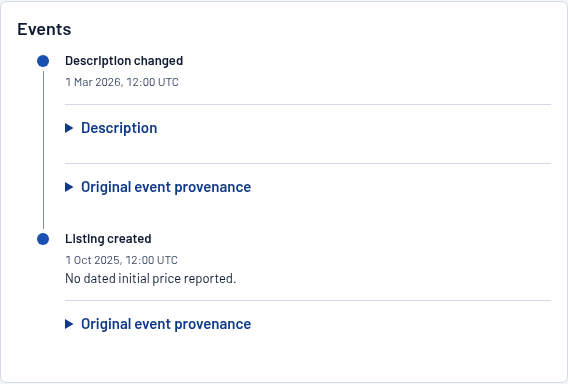 Events
Description changed
1 Mar 2026, 12:00 UTC
Description
Original event provenance
Listing created
1 Oct 2025, 12:00 UTC
No dated initial price reported.
Original event provenance